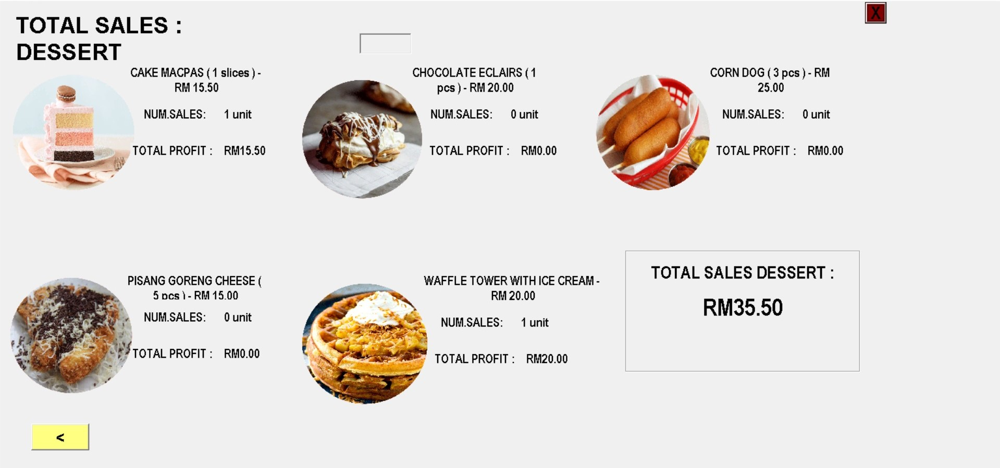 TOTAL SALES :
DESSERT
X
CAKE MACPAS ( 1 slices ) -
RM 15.50
NUM.SALES: 1 unit
TOTAL PROFIT : RM15.50
CHOCOLATE ECLAIRS ( 1
pcs ) - RM 20.00
NUM.SALES: 0 unit
TOTAL PROFIT : RM0.00
CORN DOG ( 3 pcs ) - RM
25.00
NUM.SALES: 0 unit
TOTAL PROFIT : RM0.00
PISANG GORENG CHEESE (
5 pcs ) - RM 15.00
NUM.SALES: 0 unit
TOTAL PROFIT : RM0.00
WAFFLE TOWER WITH ICE CREAM -
RM 20.00
NUM.SALES: 1 unit
TOTAL PROFIT : RM20.00
TOTAL SALES DESSERT :
RM35.50
<